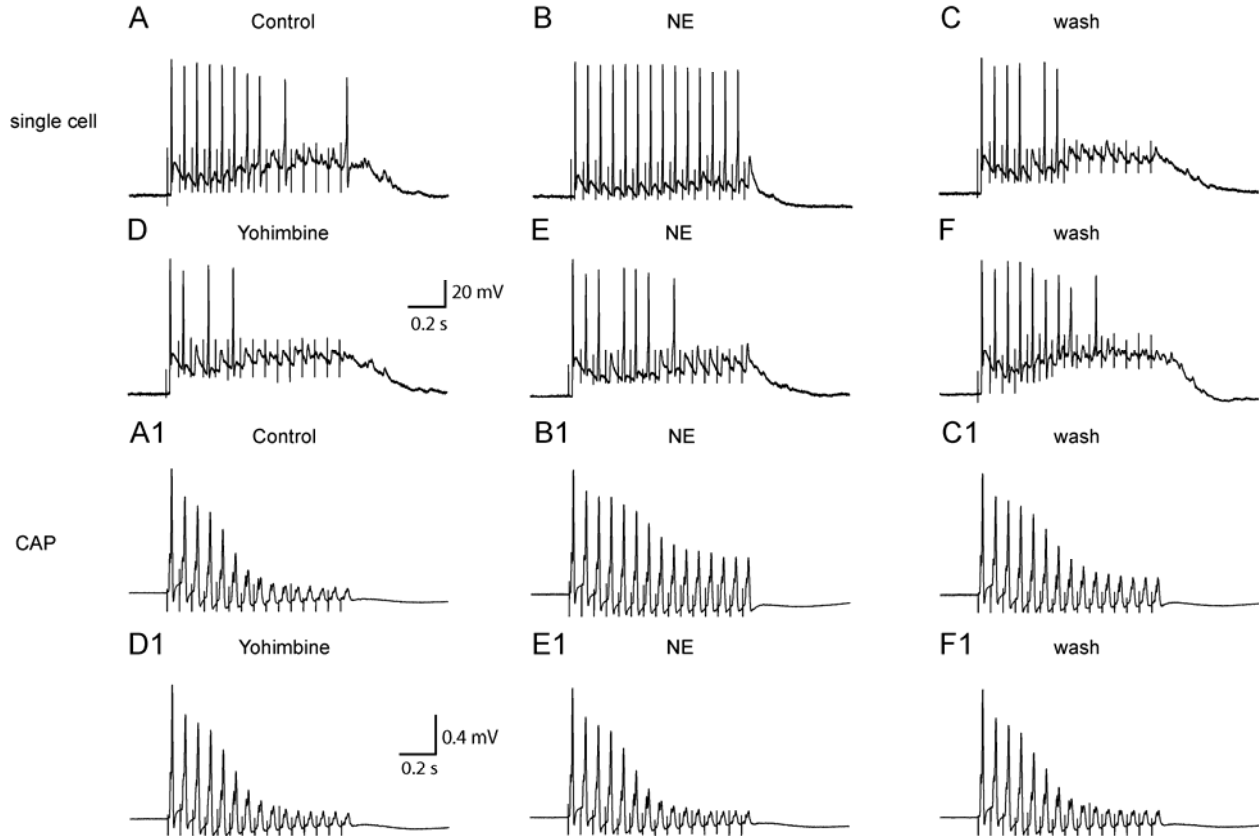 A Control B NE C wash
single cell
D Yohimbine E NE F wash
20 mV
0.2 s
A1 Control B1 NE C1 wash
CAP
D1 Yohimbine E1 NE F1 wash
0.4 mV
0.2 s